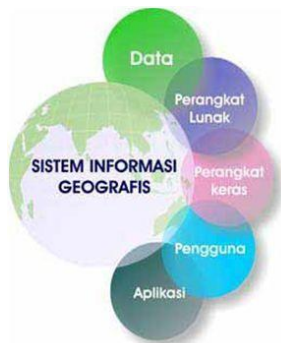 Data
Perangkat
Lunak
SISTEM INFORMASI
GEOGRAFIS
Perangkat
keras
Pengguna
Aplikasi